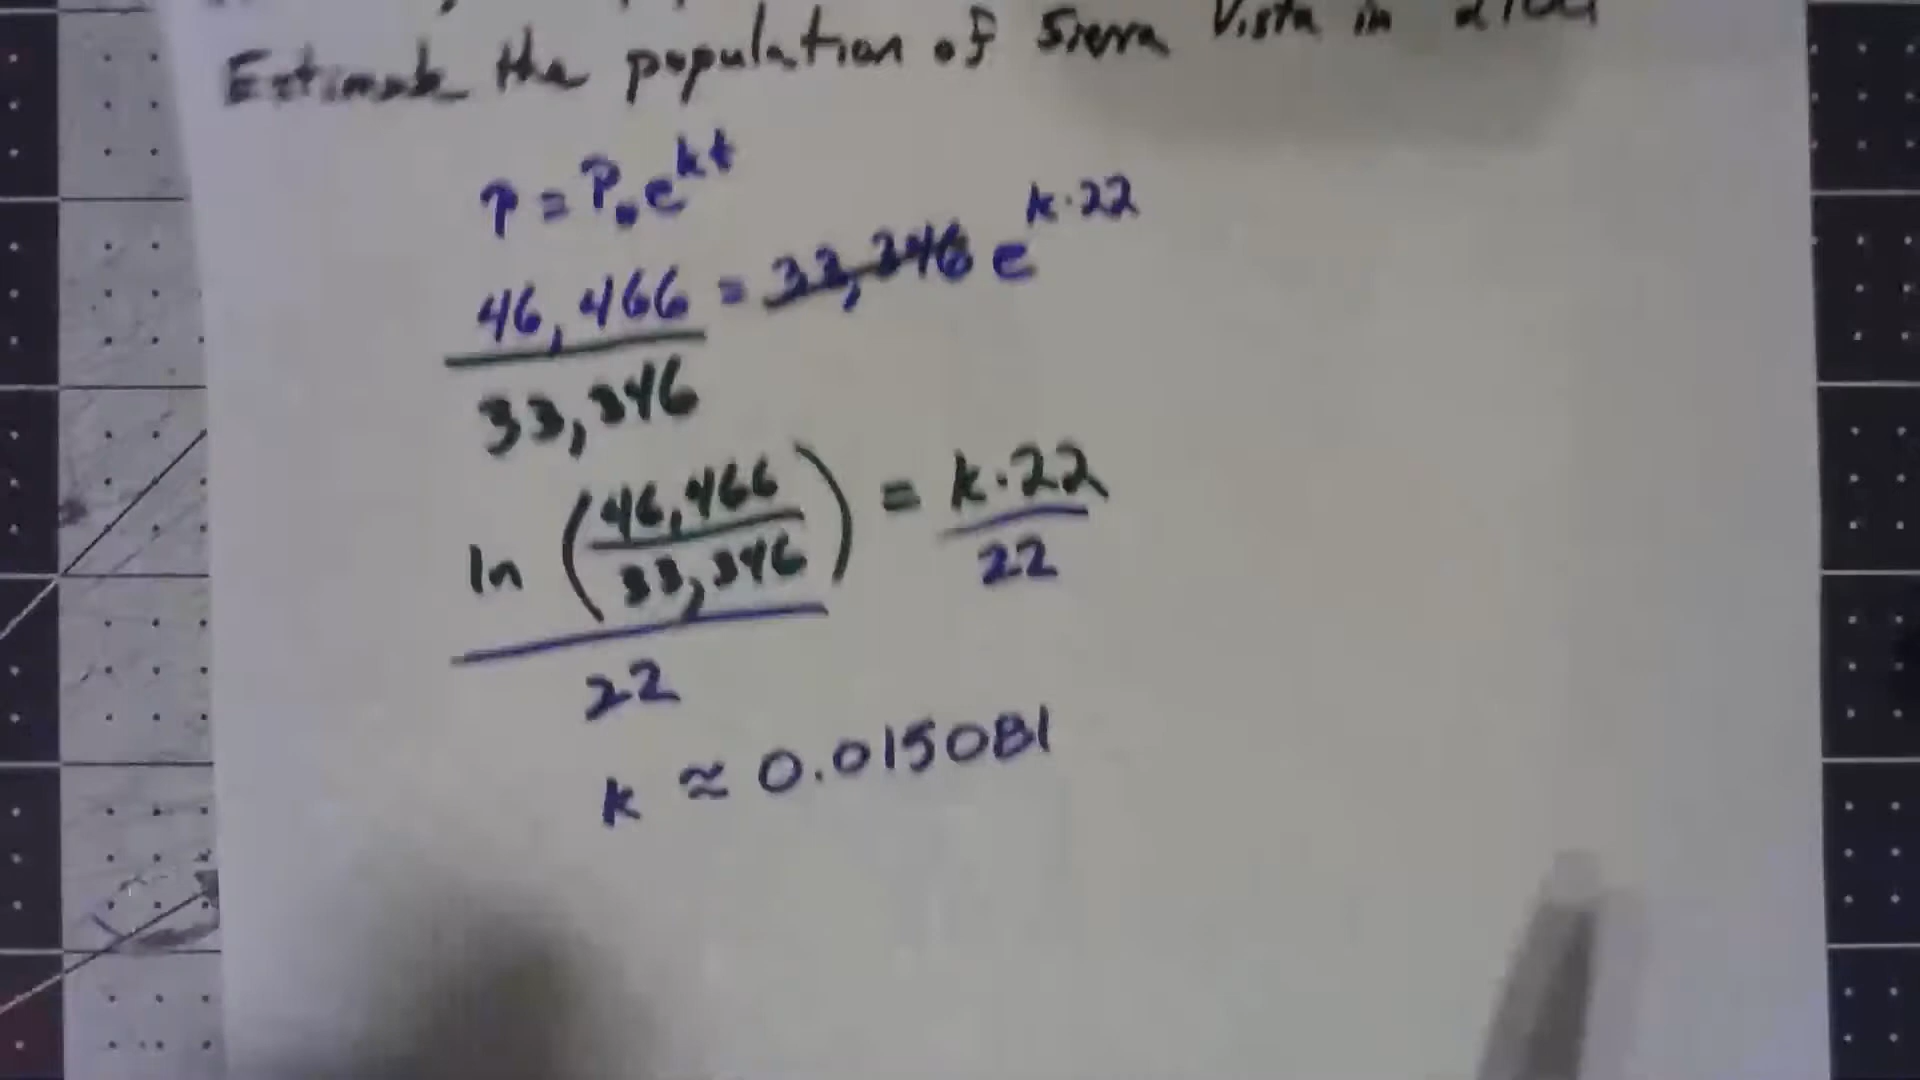 Estimate the population of Sierra Vista in
P = P₀e^kt
46,466 = 33,346 e^k·22
33,346
ln (46,466 / 33,346) = k·22
22 22
k ≈ 0.015081